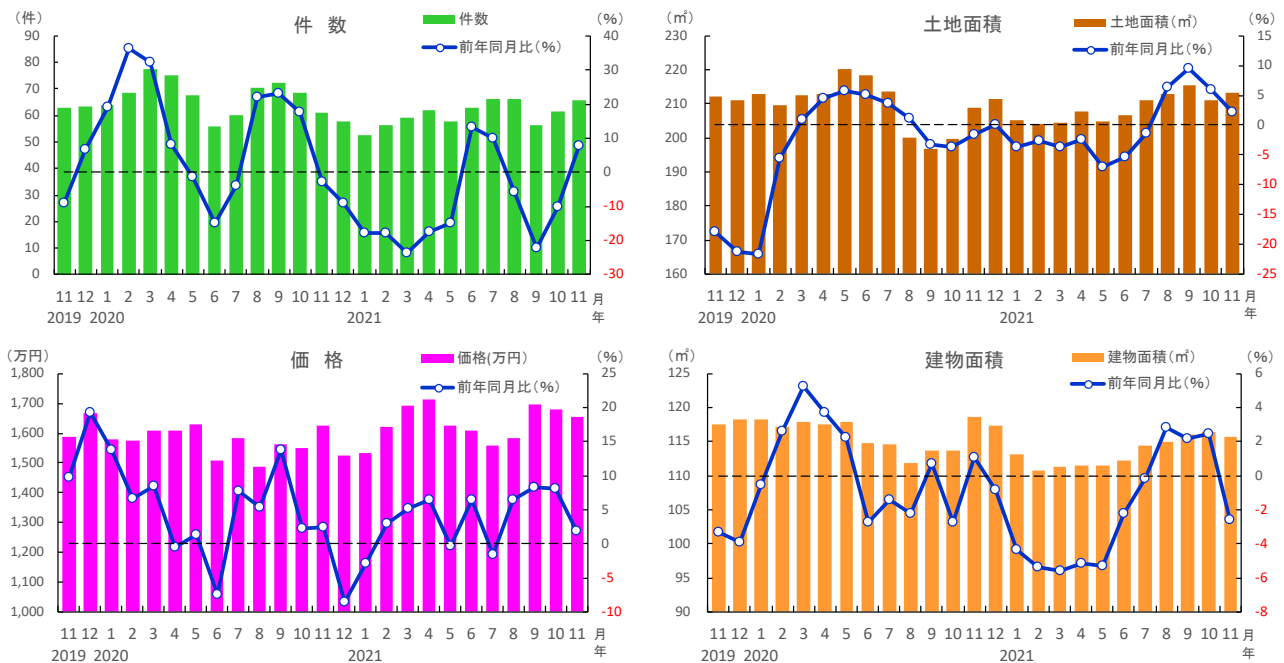 (件) 件 数 件数 (%)
前年同月比(%)
90 80 70 60 50 40 30 20 10 0
40 30 20 10 0 -10 -20 -30
11 12 1 2 3 4 5 6 7 8 9 10 11 12 1 2 3 4 5 6 7 8 9 10 11 月
2019 2020 2021 年
(㎡) 土地面積 土地面積(㎡) (%)
前年同月比(%)
230 220 210 200 190 180 170 160
15 10 5 0 -5 -10 -15 -20 -25
11 12 1 2 3 4 5 6 7 8 9 10 11 12 1 2 3 4 5 6 7 8 9 10 11 月
2019 2020 2021 年
(万円) 価 格 価格(万円) (%)
前年同月比(%)
1,800 1,700 1,600 1,500 1,400 1,300 1,200 1,100 1,000
25 20 15 10 5 0 -5 -10
11 12 1 2 3 4 5 6 7 8 9 10 11 12 1 2 3 4 5 6 7 8 9 10 11 月
2019 2020 2021 年
(㎡) 建物面積 建物面積(㎡) (%)
前年同月比(%)
125 120 115 110 105 100 95 90
6 4 2 0 -2 -4 -6 -8
11 12 1 2 3 4 5 6 7 8 9 10 11 12 1 2 3 4 5 6 7 8 9 10 11 月
2019 2020 2021 年